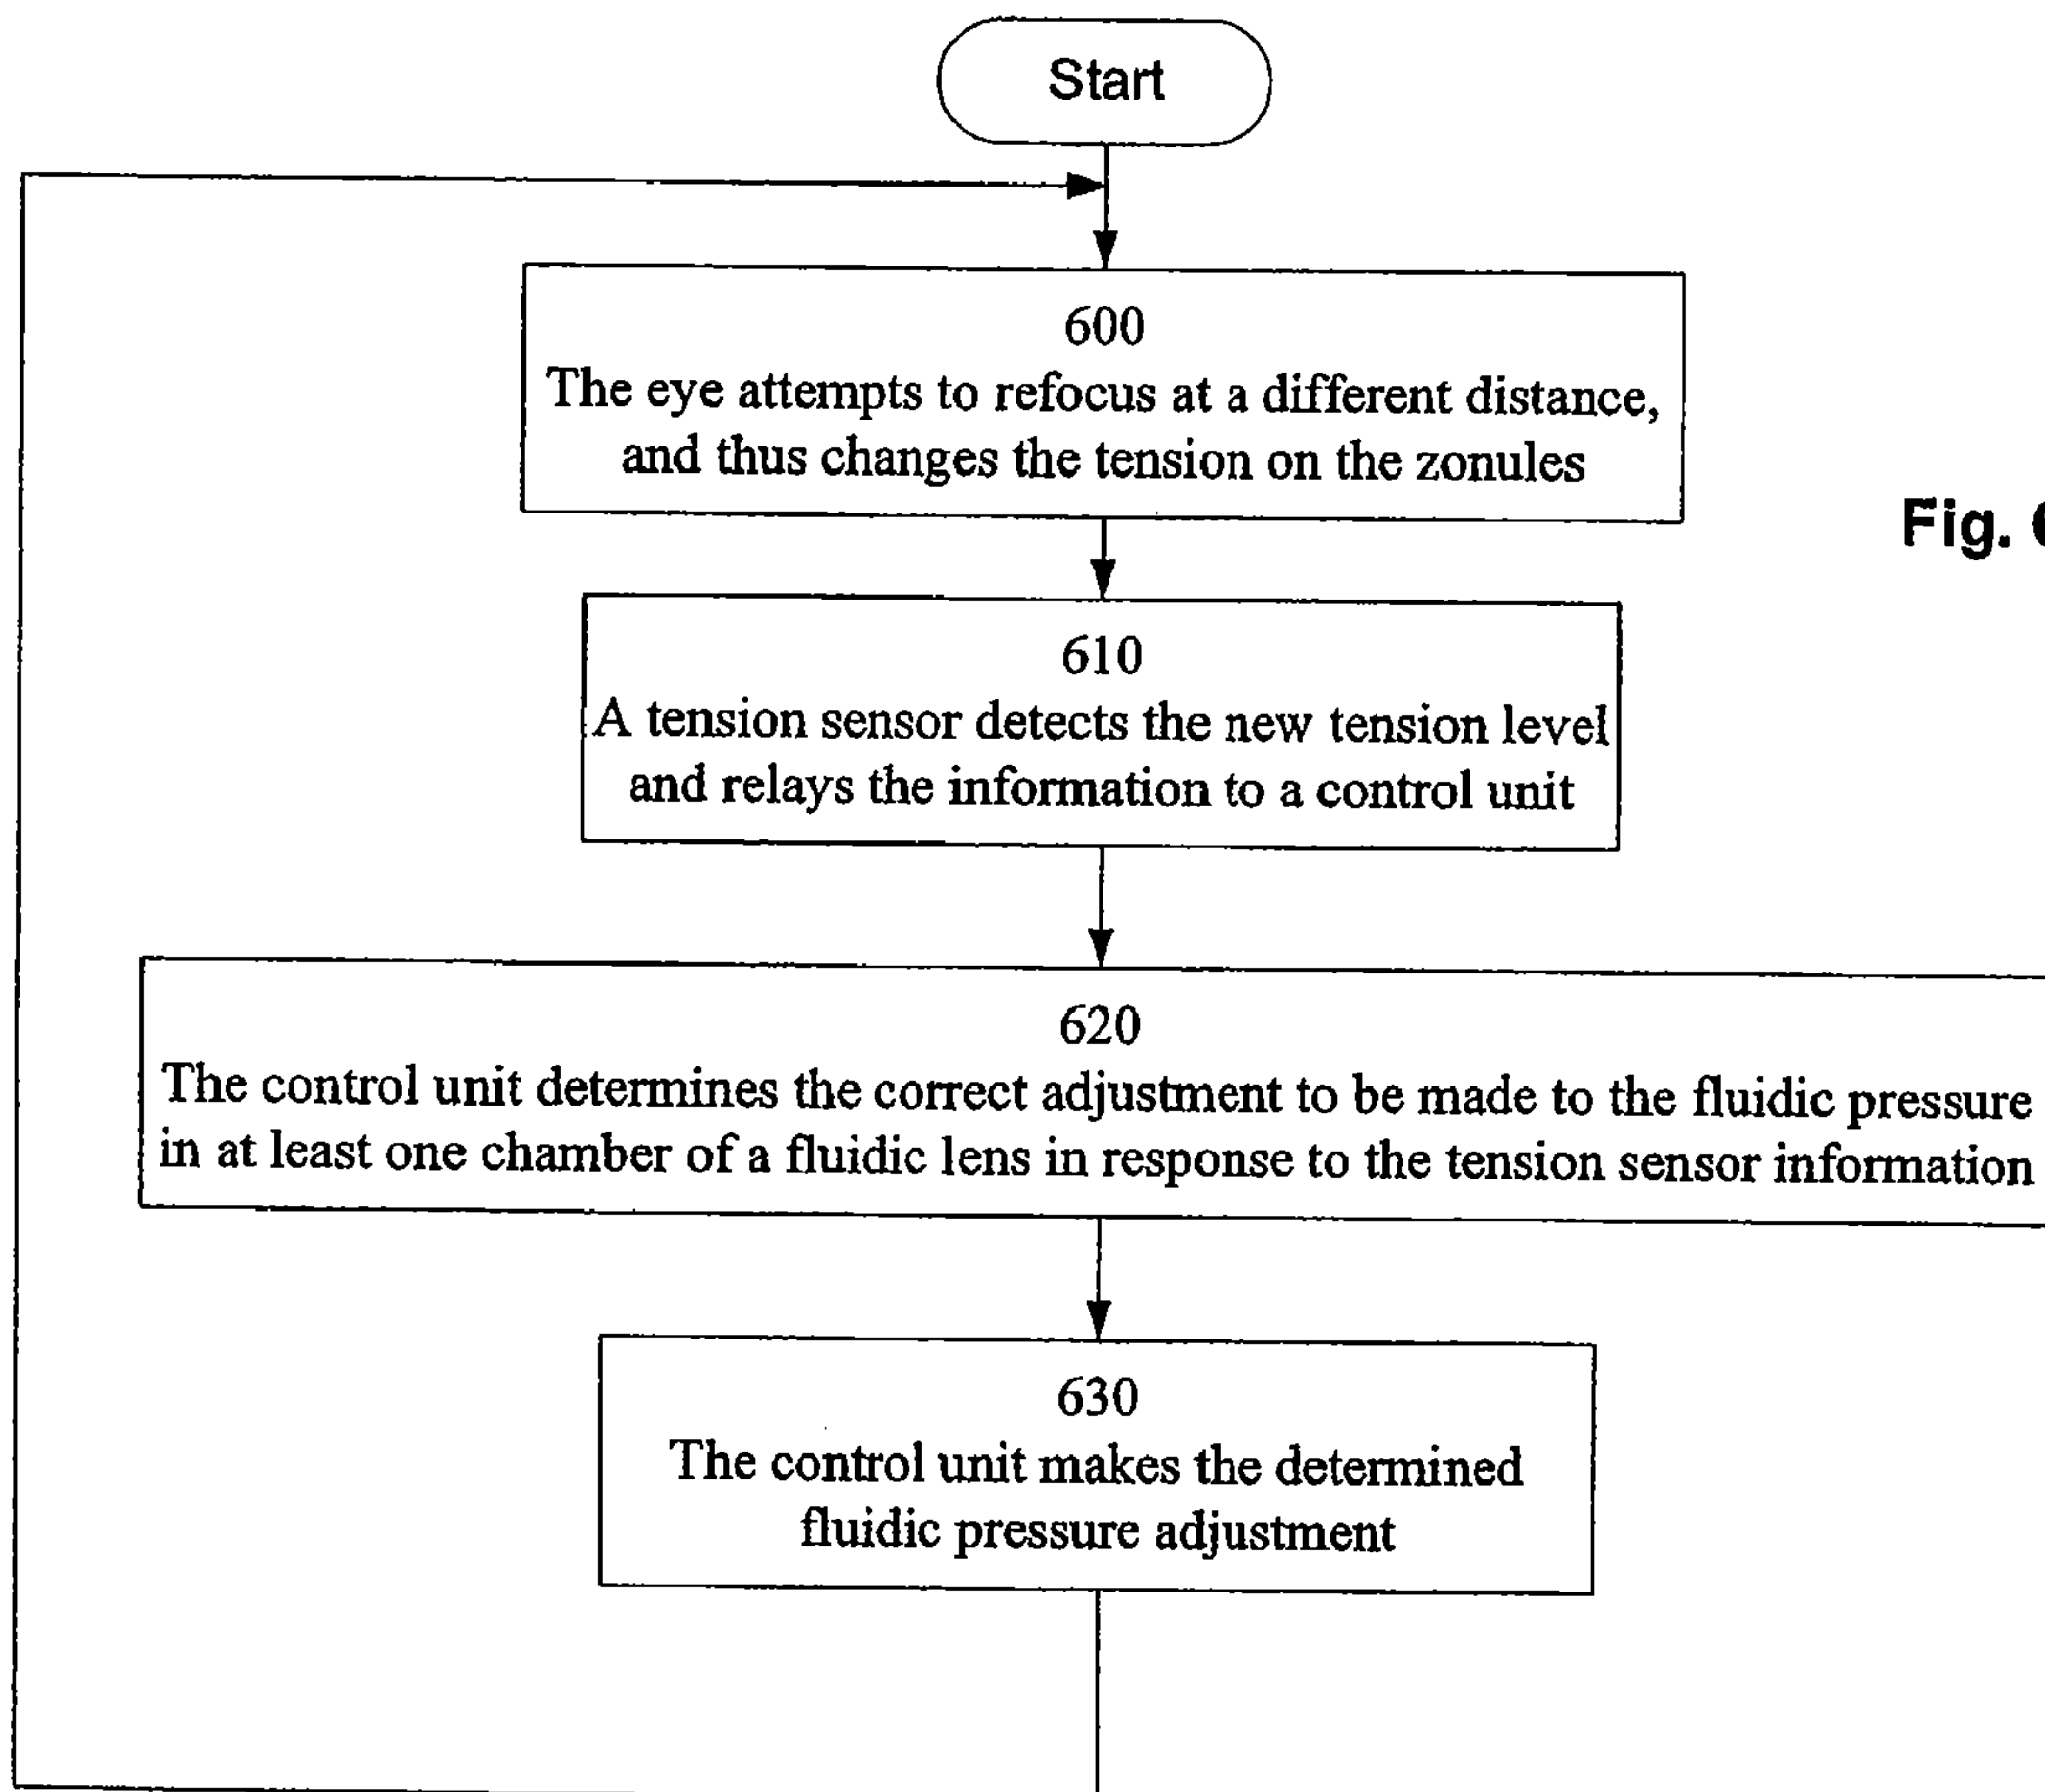 Start
600
The eye attempts to refocus at a different distance,
and thus changes the tension on the zonules
Fig.
610
A tension sensor detects the new tension level
and relays the information to a control unit
620
The control unit determines the correct adjustment to be made to the fluidic pressure
in at least one chamber of a fluidic lens in response to the tension sensor information
630
The control unit makes the determined
fluidic pressure adjustment